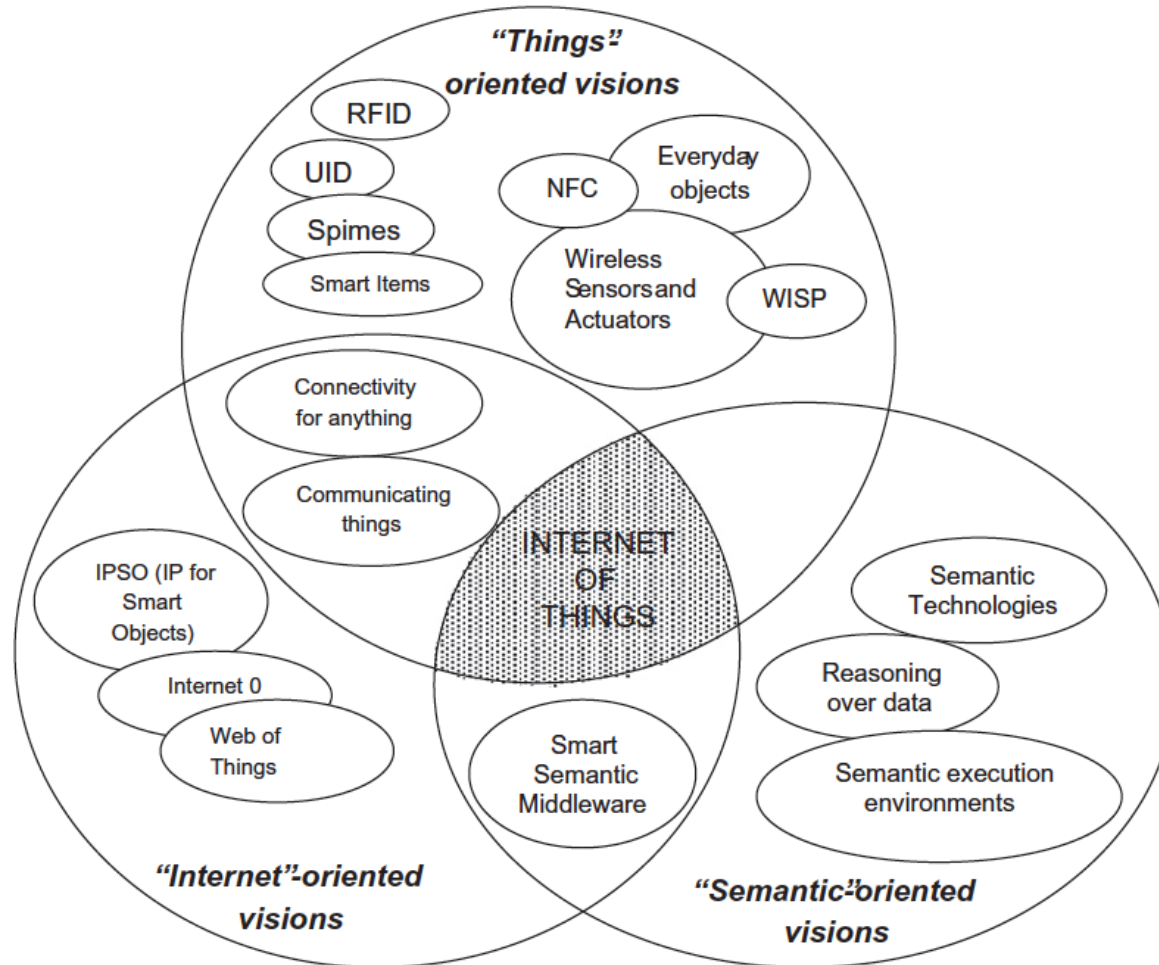 “Things”-
oriented visions
RFID
UID
Spimes
Smart Items
NFC
Everyday
objects
Wireless
Sensors and
Actuators
WISP
Connectivity
for anything
Communicating
things
INTERNET
OF
THINGS
IPSO (IP for
Smart
Objects)
Internet 0
Web of
Things
Semantic
Technologies
Reasoning
over data
Semantic execution
environments
Smart
Semantic
Middleware
“Internet”-oriented
visions
“Semantic”-oriented
visions